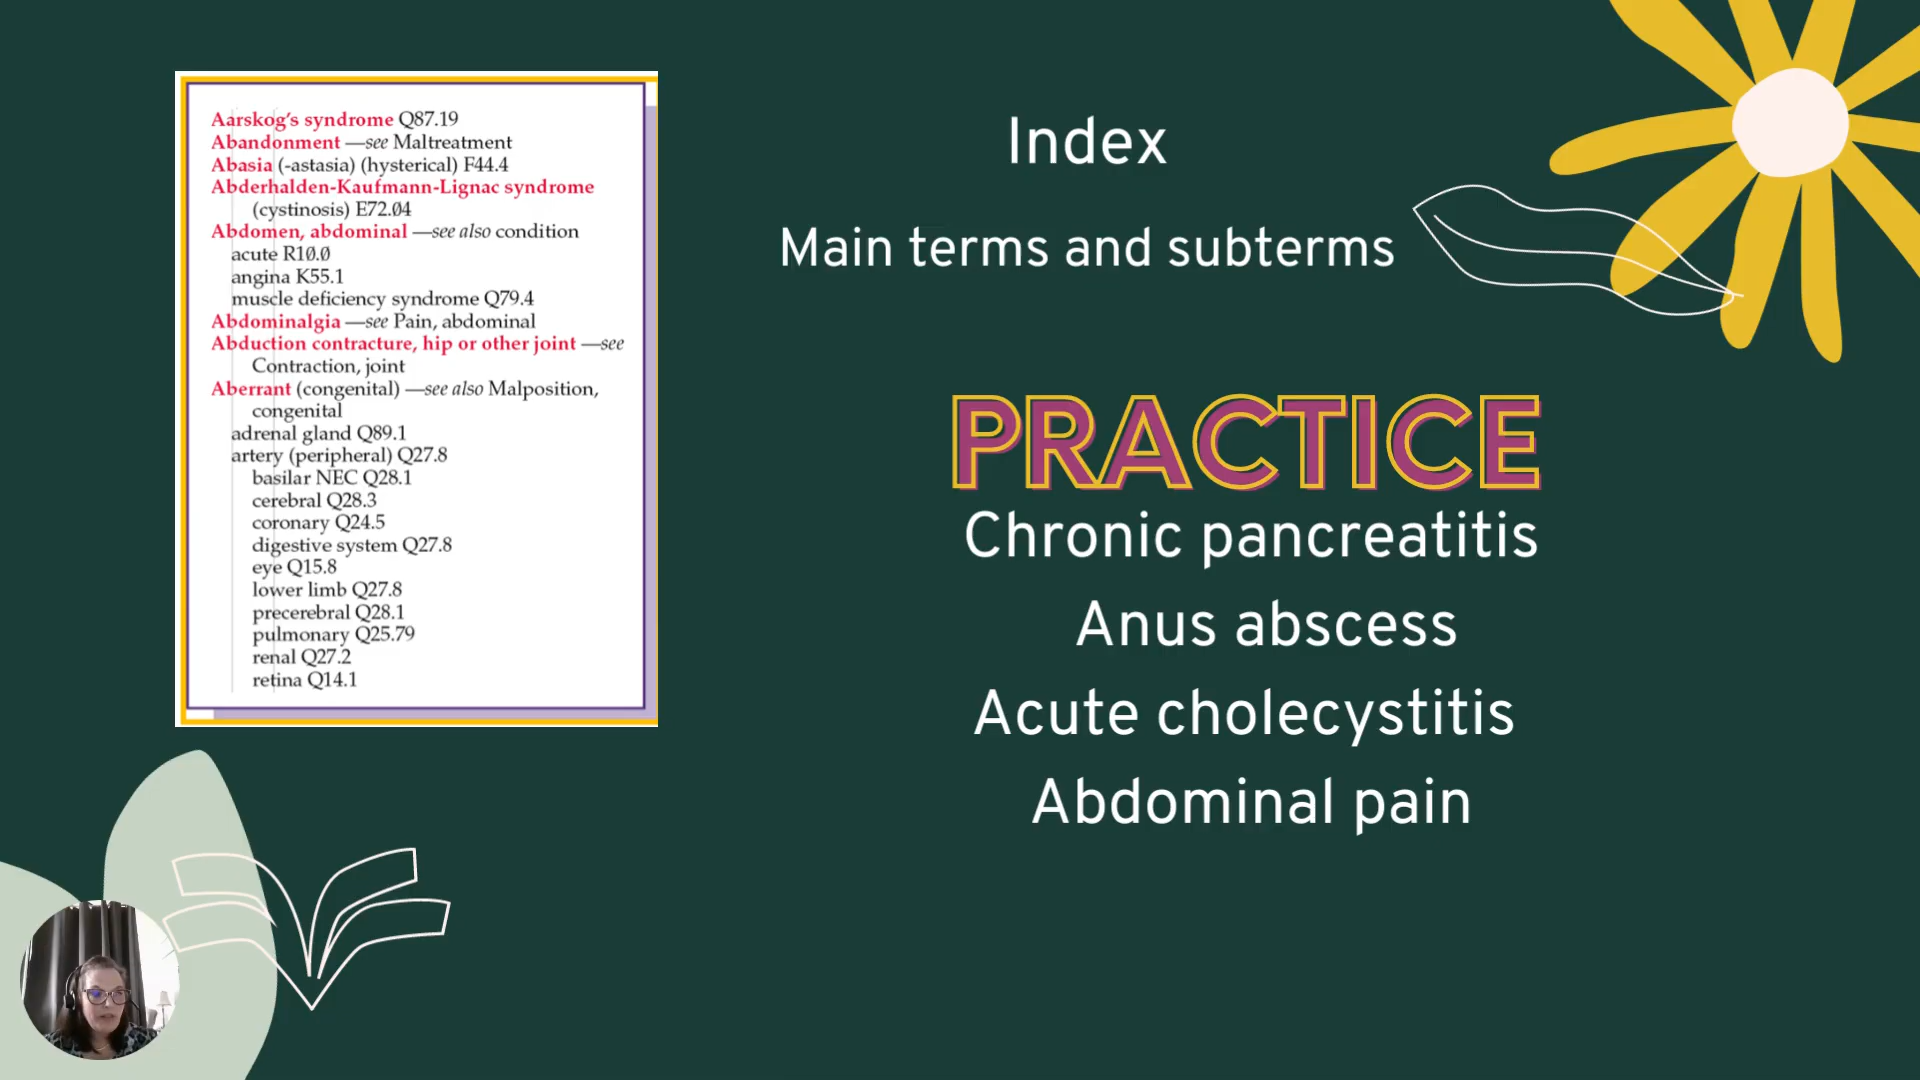 Aarskog's syndrome Q87.19
Abandonment —see Maltreatment
Abasia (-astasia) (hysterical) F44.4
Abderhalden-Kaufmann-Lignac syndrome
(cystinosis) E72.04
Abdomen, abdominal —see also condition
acute R10.0
angina K55.1
muscle deficiency syndrome Q79.4
Abdominalgia —see Pain, abdominal
Abduction contracture, hip or other joint —see
Contraction, joint
Aberrant (congenital) —see also Malposition,
congenital
adrenal gland Q89.1
artery (peripheral) Q27.8
basilar NEC Q28.1
cerebral Q28.3
coronary Q24.5
digestive system Q27.8
eye Q15.8
lower limb Q27.8
precerebral Q28.1
pulmonary Q25.79
renal Q27.2
retina Q14.1
Index
Main terms and subterms
PRACTICE
Chronic pancreatitis
Anus abscess
Acute cholecystitis
Abdominal pain